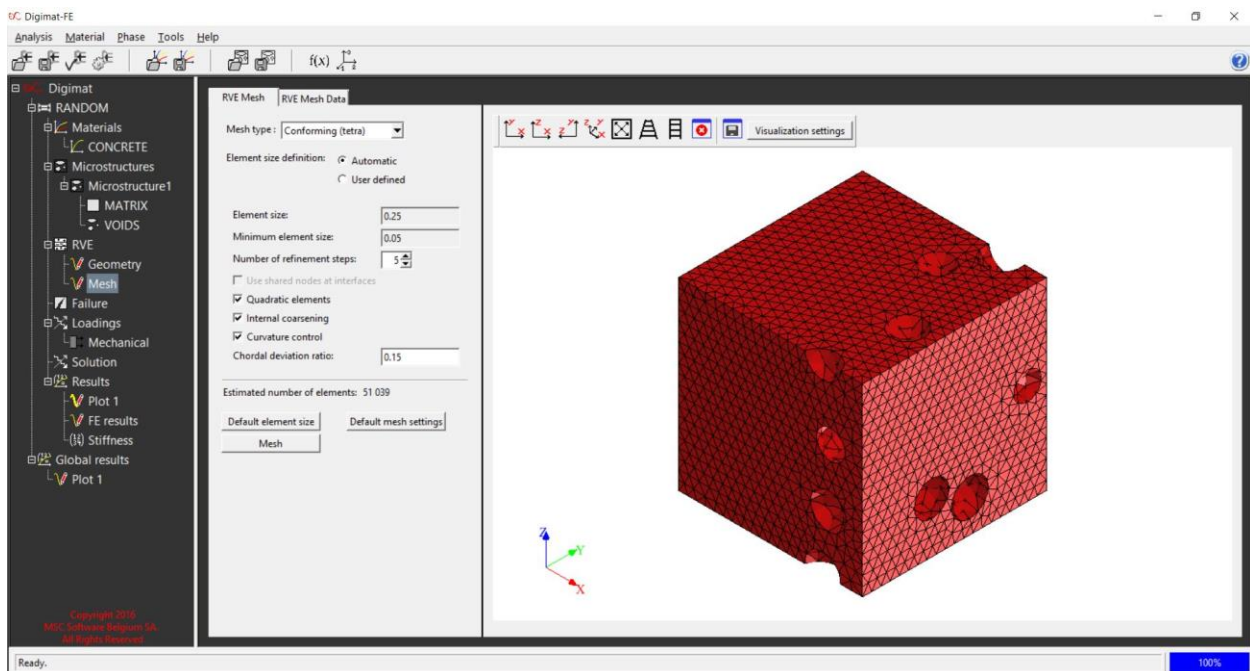 Digimat-FE
Analysis Material Phase Tools Help
f(x)
Digimat
RANDOM
Materials
CONCRETE
Microstructures
Microstructure1
MATRIX
VOIDS
RVE
Geometry
Mesh
Failure
Loadings
Mechanical
Solution
Results
Plot 1
FE results
Stiffness
Global results
Plot 1
Copyright 2016
MSC Software Belgium SA.
All Rights Reserved
RVE Mesh RVE Mesh Data
Mesh type : Conforming (tetra)
Element size definition: Automatic
User defined
Element size: 0.25
Minimum element size: 0.05
Number of refinement steps: 5
Use shared nodes at interfaces
Quadratic elements
Internal coarsening
Curvature control
Chordal deviation ratio: 0.15
Estimated number of elements: 51 039
Default element size Default mesh settings
Mesh
Visualization settings
Z
Y
X
Ready. 100%